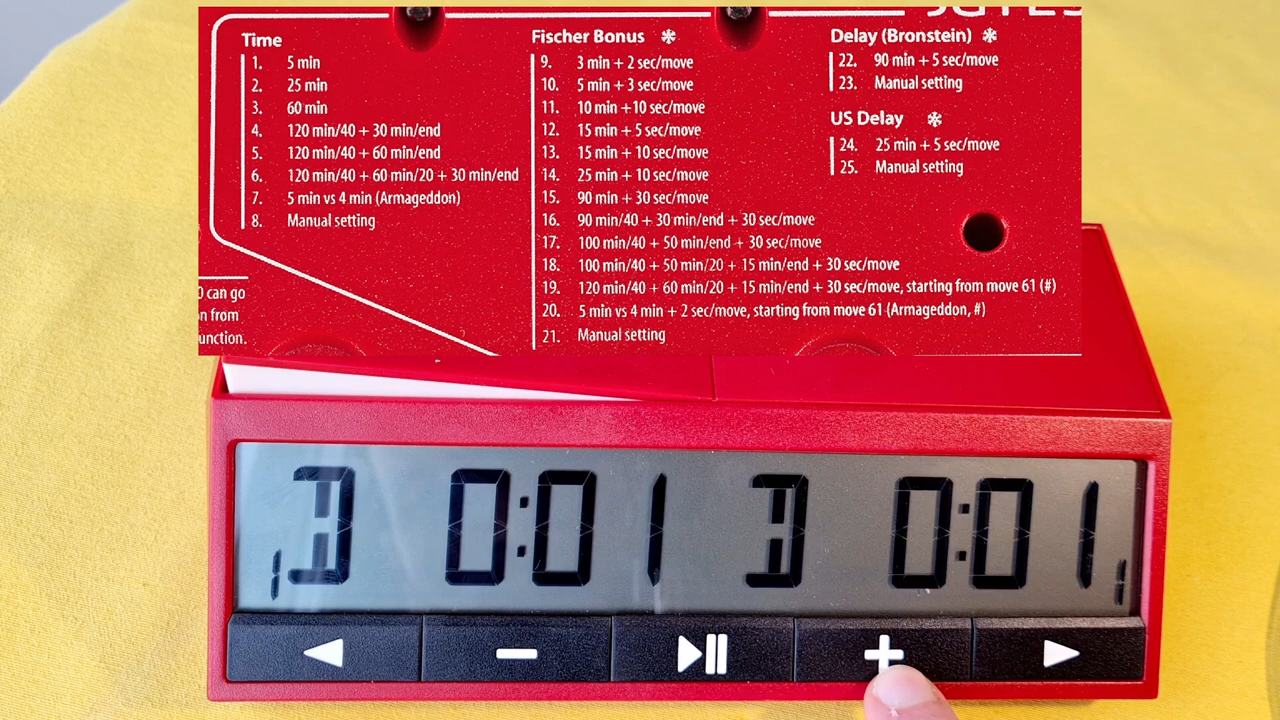 Time
1. 5 min
2. 25 min
3. 60 min
4. 120 min/40 + 30 min/end
5. 120 min/40 + 60 min/end
6. 120 min/40 + 60 min/20 + 30 min/end
7. 5 min vs 4 min (Armageddon)
8. Manual setting
0 can go
n from
unction.
Fischer Bonus ✼
9. 3 min + 2 sec/move
10. 5 min + 3 sec/move
11. 10 min +10 sec/move
12. 15 min + 5 sec/move
13. 15 min + 10 sec/move
14. 25 min + 10 sec/move
15. 90 min + 30 sec/move
16. 90 min/40 + 30 min/end + 30 sec/move
17. 100 min/40 + 50 min/end + 30 sec/move
18. 100 min/40 + 50 min/20 + 15 min/end + 30 sec/move
19. 120 min/40 + 60 min/20 + 15 min/end + 30 sec/move, starting from move 61 (#)
20. 5 min vs 4 min + 2 sec/move, starting from move 61 (Armageddon, #)
21. Manual setting
Delay (Bronstein) ✼
22. 90 min + 5 sec/move
23. Manual setting
US Delay ✼
24. 25 min + 5 sec/move
25. Manual setting
0:01 0:01